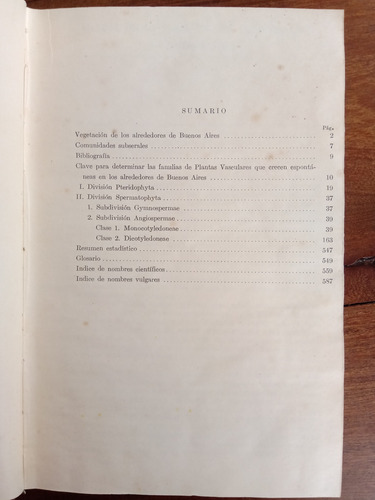 SUMARIO
Pága
Vegetación de los alrededores de Buenos Aires 2
Comunidades subserales 7
Bibliografía 9
Clave para determinar las familias de Plantas Vasculares que crecen espontá-
neas en los alrededores de Buenos Aires 10
I. División Pteridophyta 19
II. División Spermatophyta 37
1. Subdivisión Gymnospermae 37
2. Subdivisión Angiospermae 39
Clase 1. Monocotyledoneae 39
Clase 2. Dicotyledoneae 163
Resumen estadístico 547
Glosario 549
Indice de nombres científicos 559
Indice de nombres vulgares 587